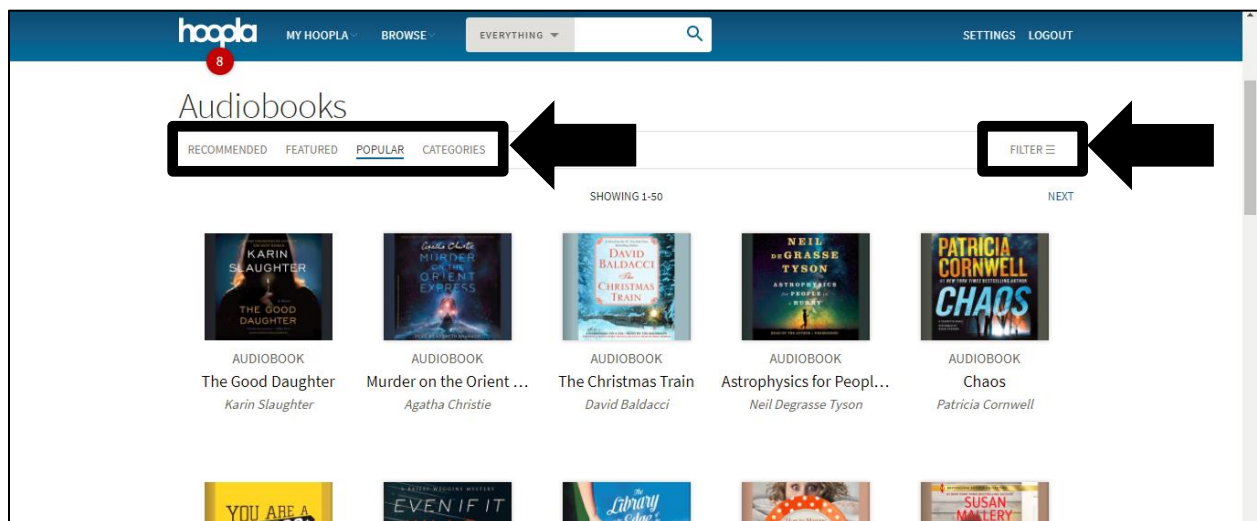 hoopla
MY HOOPLA
BROWSE
EVERYTHING
SETTINGS LOGOUT
8
Audiobooks
RECOMMENDED FEATURED POPULAR CATEGORIES
FILTER
SHOWING 1-50
NEXT
KARIN
SLAUGHTER
THE GOOD
DAUGHTER
Agatha Christie
MURDER
ON THE
ORIENT
EXPRESS
DAVID
BALDACCI
The
CHRISTMAS
TRAIN
NEIL
DEGRASSE
TYSON
ASTROPHYSICS
for PEOPLE in
a HURRY
PATRICIA
CORNWELL
CHAOS
AUDIOBOOK
The Good Daughter
Karin Slaughter
AUDIOBOOK
Murder on the Orient ...
Agatha Christie
AUDIOBOOK
The Christmas Train
David Baldacci
AUDIOBOOK
Astrophysics for Peopl...
Neil Degrasse Tyson
AUDIOBOOK
Chaos
Patricia Cornwell
YOU ARE A
EVEN IF IT
The
Library
Edge
SUSAN
MALLERY